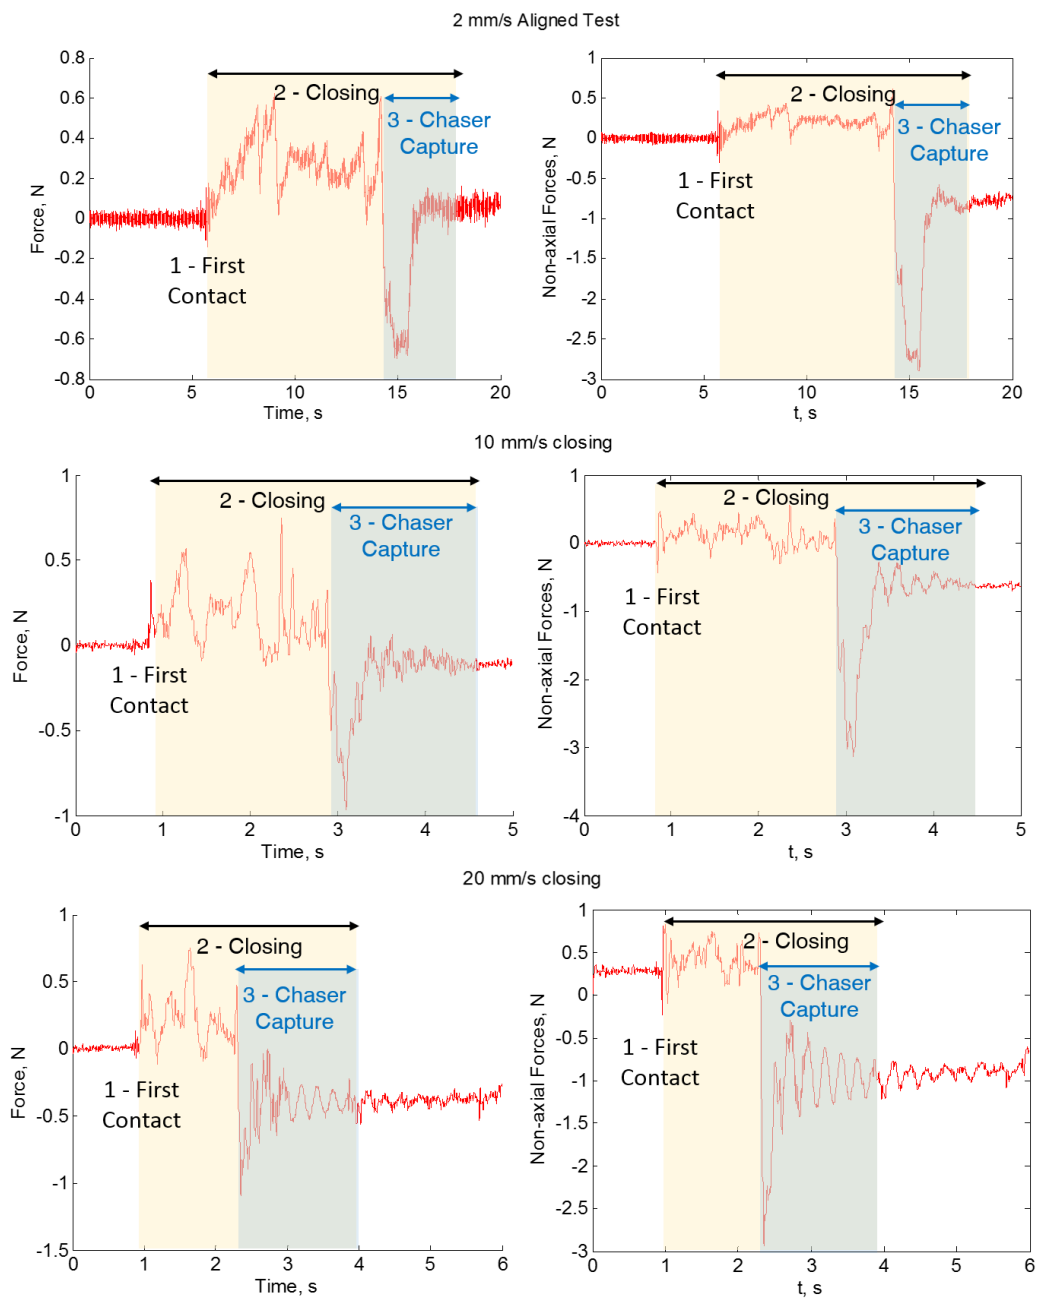 2 mm/s Aligned Test
0.8
0.6
0.4
0.2
0
-0.2
-0.4
-0.6
-0.8
Force, N
2 - Closing
3 - Chaser
Capture
1 - First
Contact
0
5
10
15
20
Time, s
1
0.5
0
-0.5
-1
-1.5
-2
-2.5
-3
Non-axial Forces, N
2 - Closing
3 - Chaser
Capture
1 - First
Contact
0
5
10
15
20
t, s
10 mm/s closing
1
0.5
0
-0.5
-1
Force, N
2 - Closing
3 - Chaser
Capture
1 - First
Contact
0
1
2
3
4
5
Time, s
1
0
-1
-2
-3
-4
Non-axial Forces, N
2 - Closing
3 - Chaser
Capture
1 - First
Contact
0
1
2
3
4
5
t, s
20 mm/s closing
1
0.5
0
-0.5
-1
-1.5
Force, N
2 - Closing
3 - Chaser
Capture
1 - First
Contact
0
1
2
3
4
5
6
Time, s
1
0.5
0
-0.5
-1
-1.5
-2
-2.5
-3
Non-axial Forces, N
2 - Closing
3 - Chaser
Capture
1 - First
Contact
0
1
2
3
4
5
6
t, s